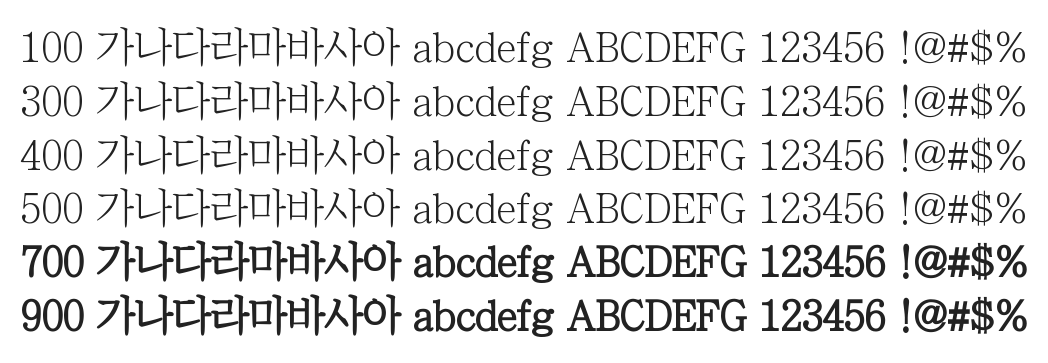 100 가나다라마바사아 abcdefg ABCDEFG 123456 !@#$%
300 가나다라마바사아 abcdefg ABCDEFG 123456 !@#$%
400 가나다라마바사아 abcdefg ABCDEFG 123456 !@#$%
500 가나다라마바사아 abcdefg ABCDEFG 123456 !@#$%
700 가나다라마바사아 abcdefg ABCDEFG 123456 !@#$%
900 가나다라마바사아 abcdefg ABCDEFG 123456 !@#$%